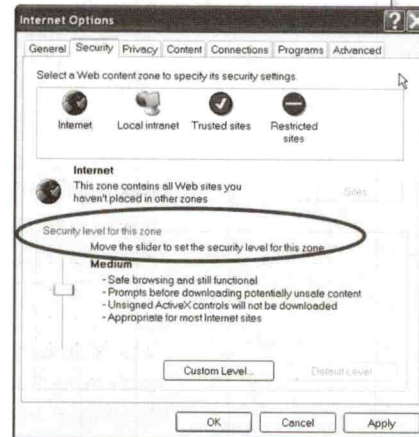 Internet Options
General Security Privacy Content Connections Programs Advanced
Select a Web content zone to specify its security settings.
Internet Local intranet Trusted sites Restricted sites
Internet
This zone contains all Web sites you
haven't placed in other zones
Sites...
Security level for this zone
Move the slider to set the security level for this zone
Medium
- Safe browsing and still functional
- Prompts before downloading potentially unsafe content
- Unsigned ActiveX controls will not be downloaded
- Appropriate for most Internet sites
Custom Level... Default Level
OK Cancel Apply